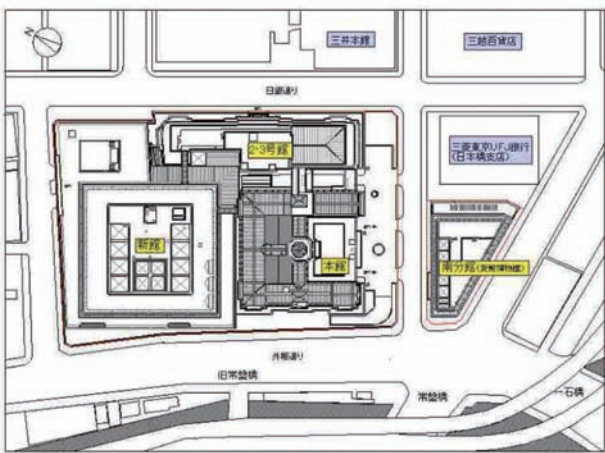 N
三井本館
三越百貨店
日銀通り
三菱東京UFJ銀行
(日本橋支店)
2・3号館
新館
本館
南分館(貨幣博物館)
外堀通り
旧常盤橋
常盤橋
一石橋